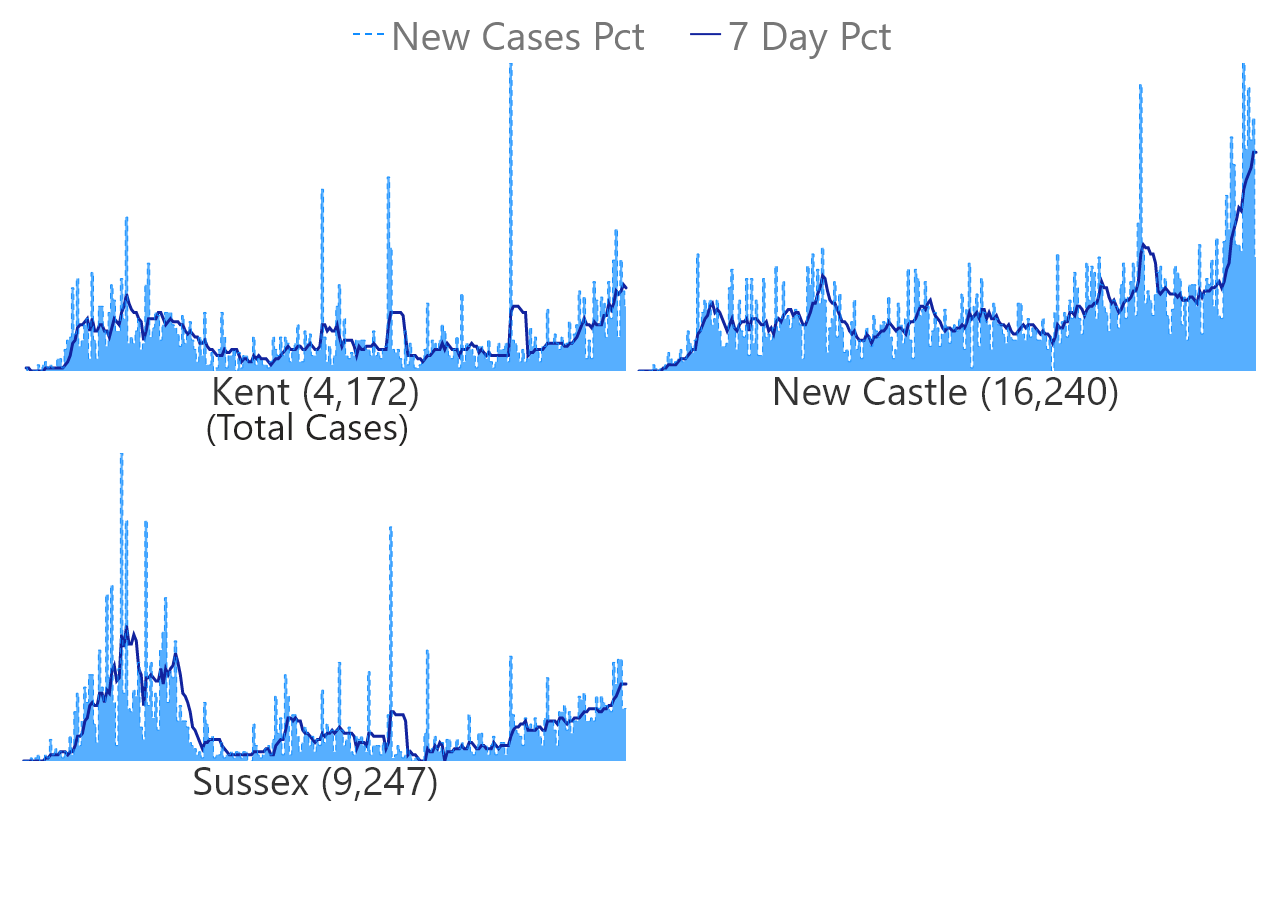 New Cases Pct 7 Day Pct
Kent (4,172) New Castle (16,240)
(Total Cases)
Sussex (9,247)